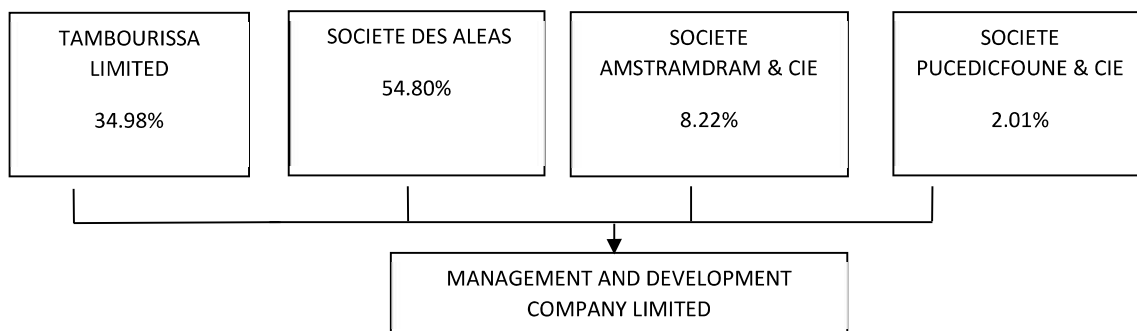 TAMBOURISSA
LIMITED
34.98%
SOCIETE DES ALEAS
54.80%
SOCIETE
AMSTRAMDRAM & CIE
8.22%
SOCIETE
PUCEDICFOUNE & CIE
2.01%
MANAGEMENT AND DEVELOPMENT
COMPANY LIMITED